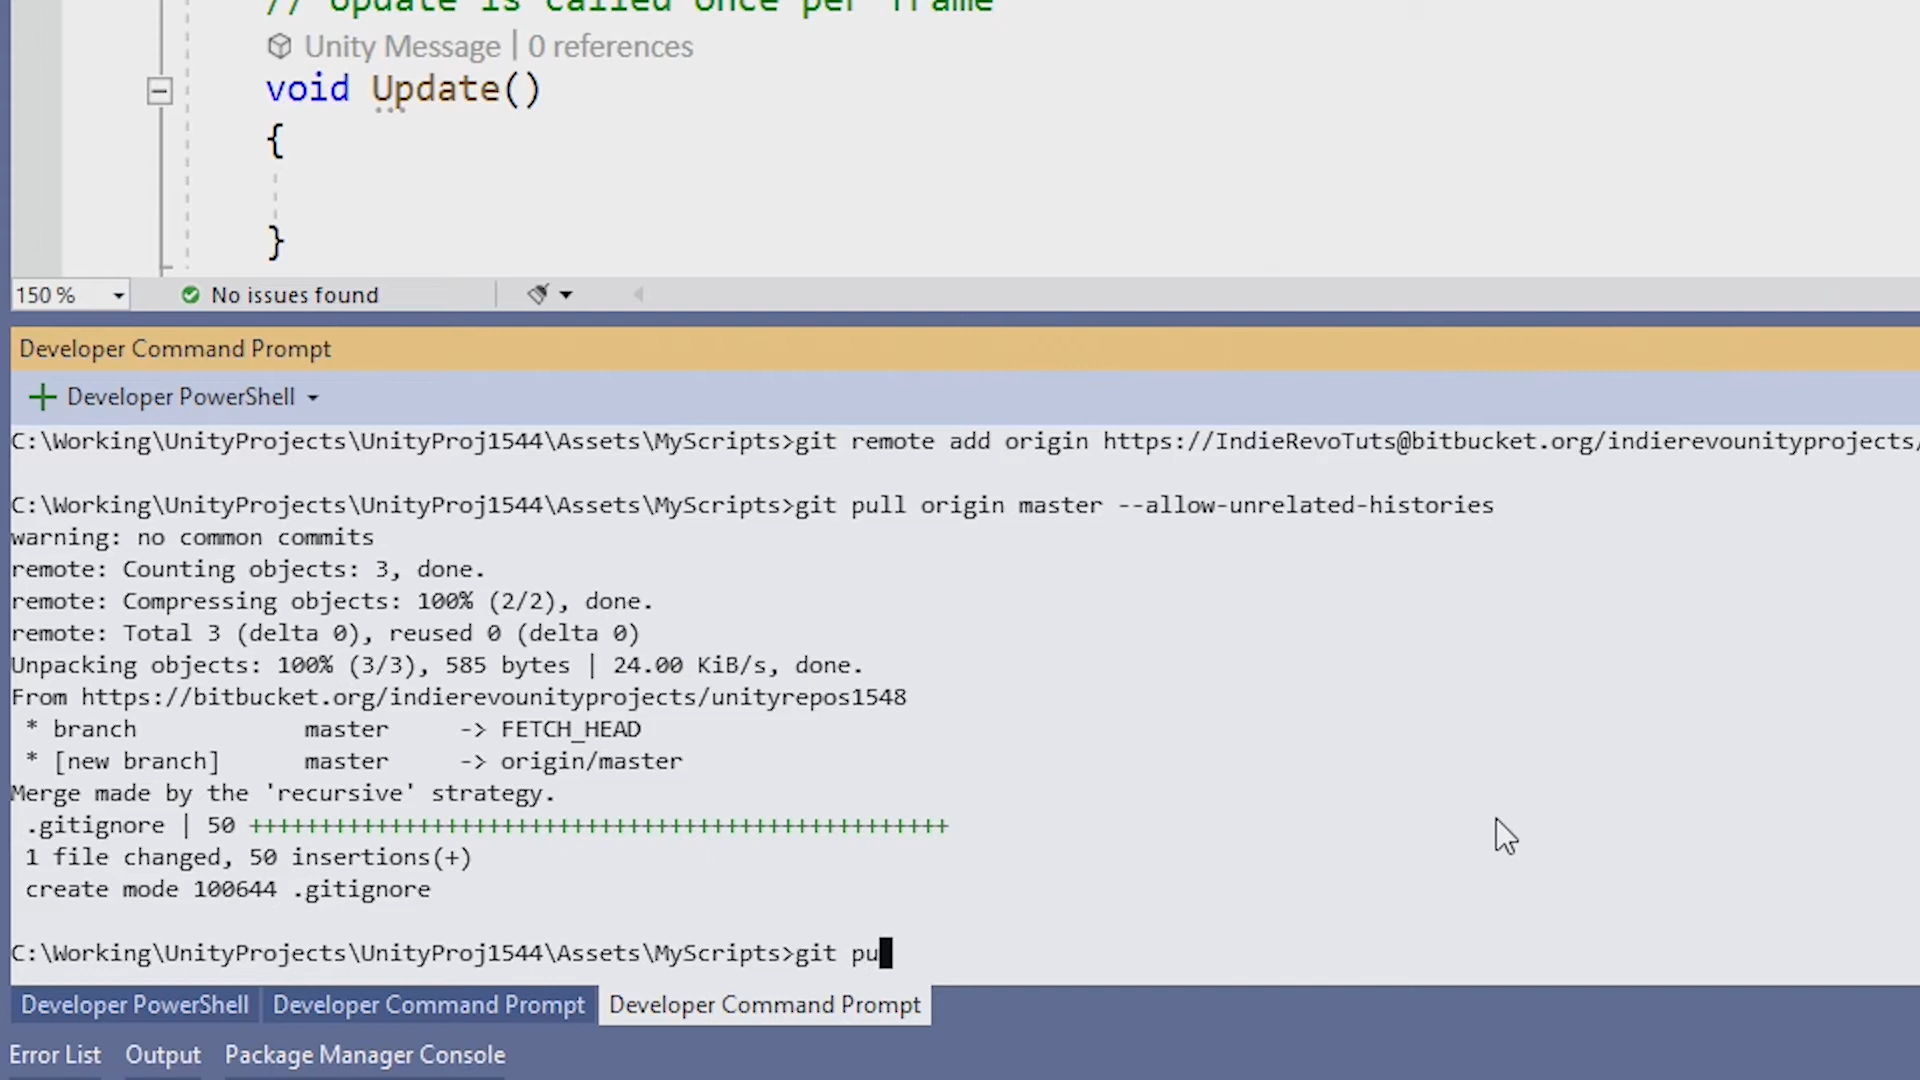 // Update is called once per frame
Unity Message | 0 references
void Update()
{
}
150 %
No issues found
Developer Command Prompt
Developer PowerShell
C:\Working\UnityProjects\UnityProj1544\Assets\MyScripts>git remote add origin https://IndieRevoTuts@bitbucket.org/indierevounityprojects/
C:\Working\UnityProjects\UnityProj1544\Assets\MyScripts>git pull origin master --allow-unrelated-histories
warning: no common commits
remote: Counting objects: 3, done.
remote: Compressing objects: 100% (2/2), done.
remote: Total 3 (delta 0), reused 0 (delta 0)
Unpacking objects: 100% (3/3), 585 bytes | 24.00 KiB/s, done.
From https://bitbucket.org/indierevounityprojects/unityrepos1548
 * branch            master     -> FETCH_HEAD
 * [new branch]      master     -> origin/master
Merge made by the 'recursive' strategy.
 .gitignore | 50 ++++++++++++++++++++++++++++++++++++++++++++++++++
 1 file changed, 50 insertions(+)
 create mode 100644 .gitignore
C:\Working\UnityProjects\UnityProj1544\Assets\MyScripts>git pu
Developer PowerShell Developer Command Prompt Developer Command Prompt
Error List Output Package Manager Console